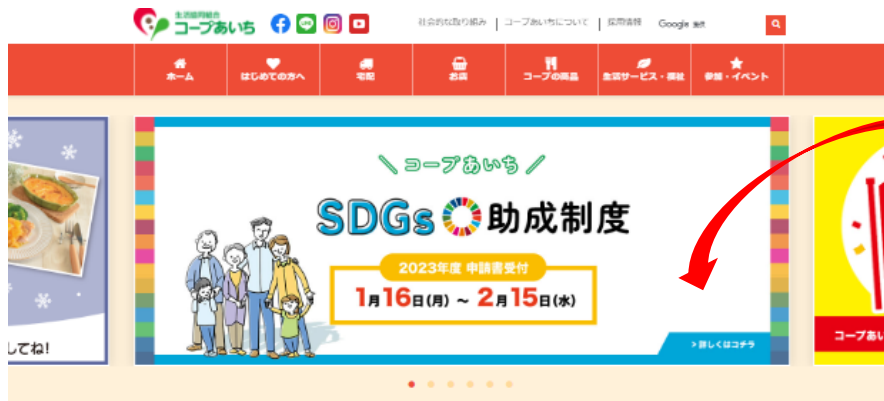 生活協同組合
コープあいち
社会的な取り組み | コープあいちについて | 採用情報 Google 検索
ホーム はじめての方へ 宅配 お店 コープの商品 生活サービス・福祉 参加・イベント
コープあいち
SDGs 助成制度
2023年度 申請書受付
1月16日(月) ~ 2月15日(水)
>詳しくはコチラ
してね!
コープあい